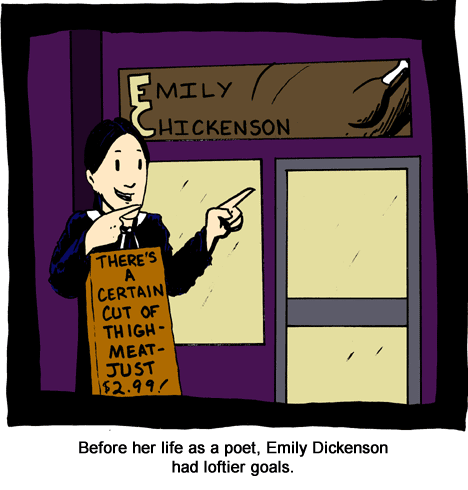 EMILY
CHICKENSON
THERE'S
A
CERTAIN
CUT OF
THIGH-
MEAT-
JUST
$2.99!
Before her life as a poet, Emily Dickenson
had loftier goals.